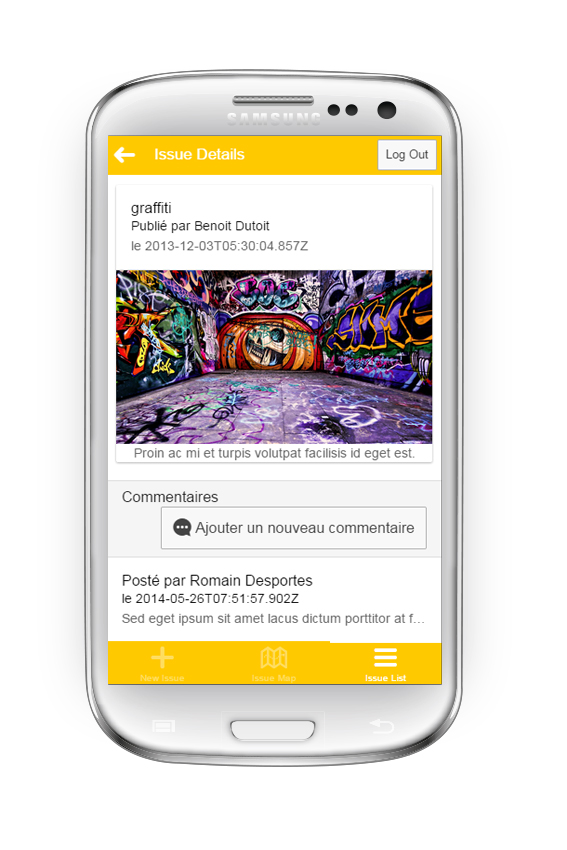 SAMSUNG
Issue Details
Log Out
graffiti
Publié par Benoit Dutoit
le 2013-12-03T05:30:04.857Z
Proin ac mi et turpis volutpat facilisis id eget est.
Commentaires
Ajouter un nouveau commentaire
Posté par Romain Desportes
le 2014-05-26T07:51:57.902Z
Sed eget ipsum sit amet lacus dictum porttitor at f...
New Issue
Issue Map
Issue List